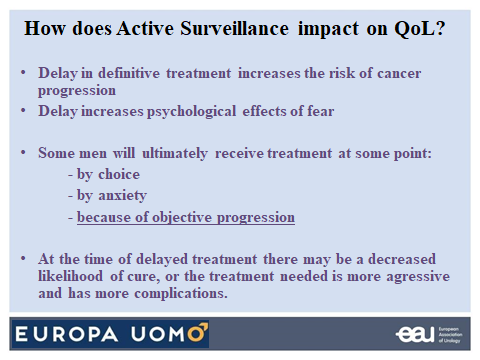 How does Active Surveillance impact on QoL?
• Delay in definitive treatment increases the risk of cancer
progression
• Delay increases psychological effects of fear
• Some men will ultimately receive treatment at some point:
- by choice
- by anxiety
- because of objective progression
• At the time of delayed treatment there may be a decreased
likelihood of cure, or the treatment needed is more agressive
and has more complications.
EUROPA UOMO
eau
European
Association
of Urology